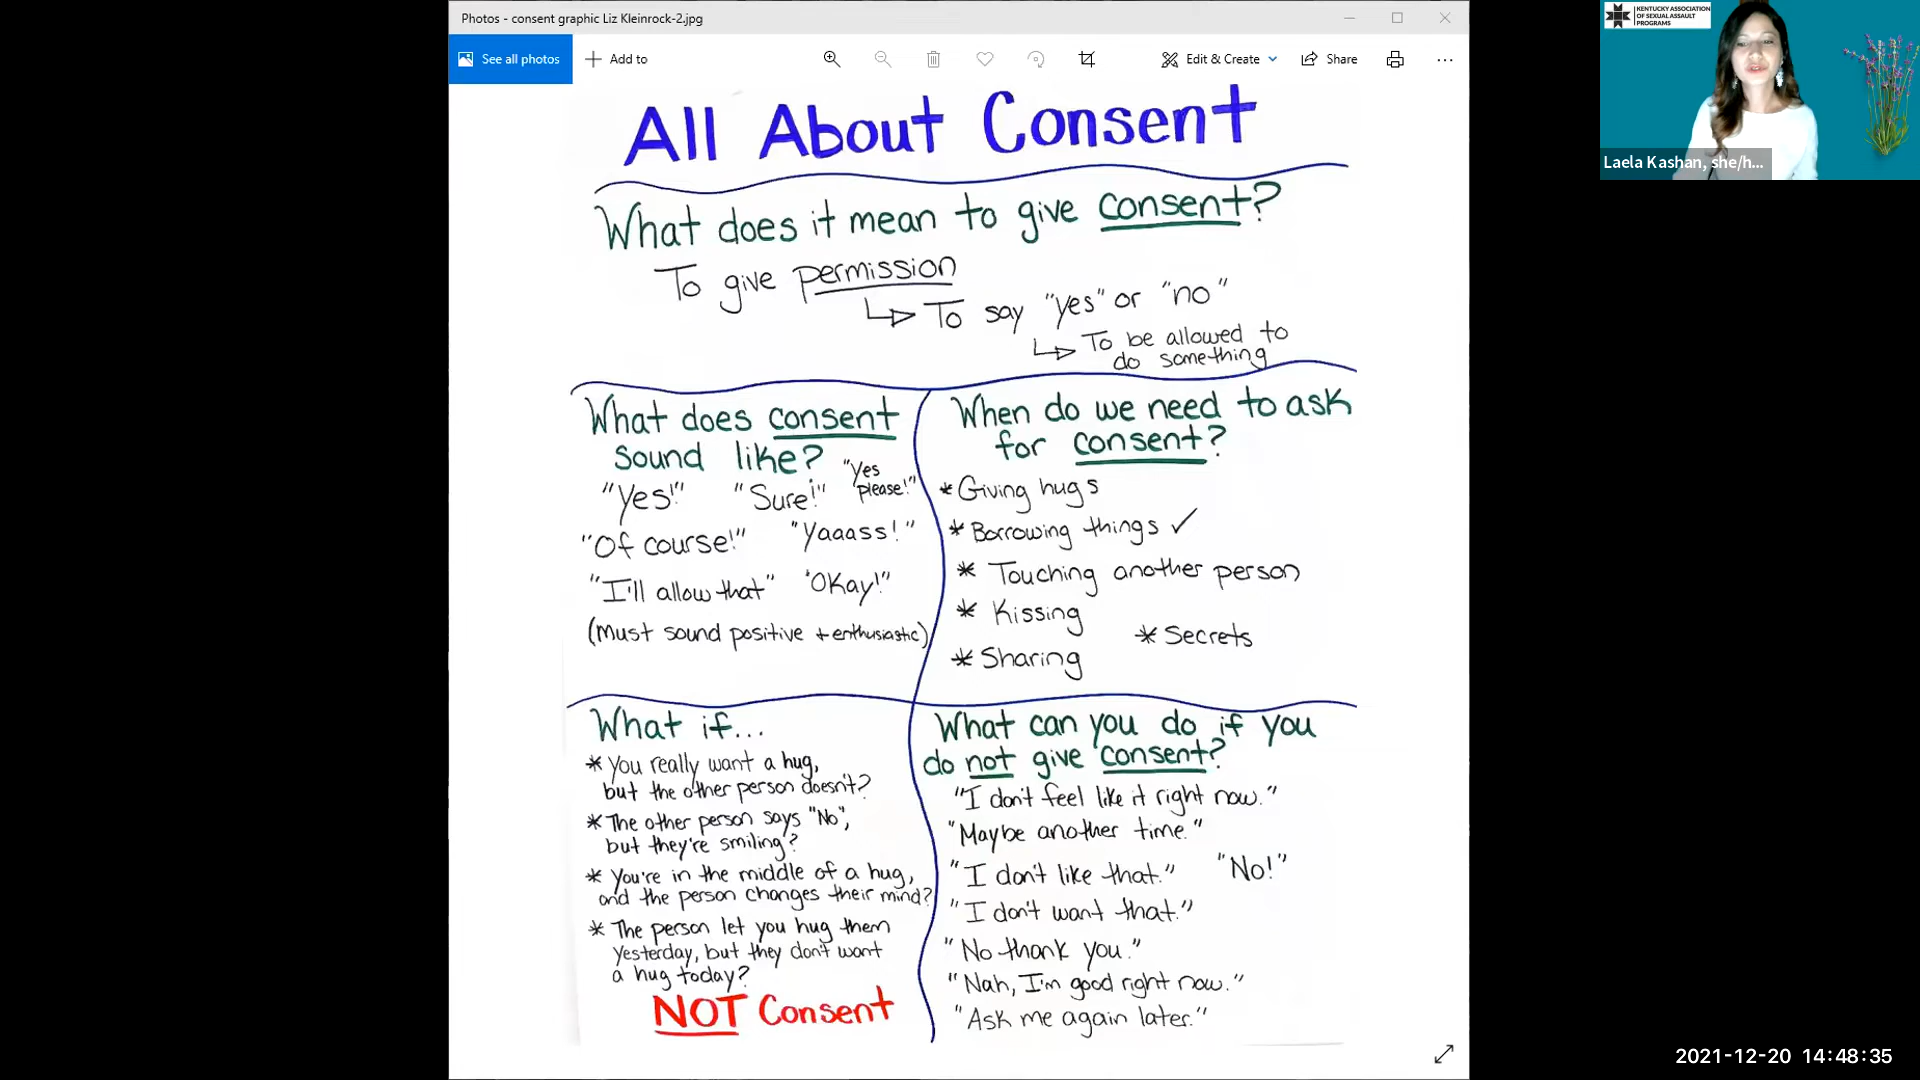 Photos - consent graphic Liz Kleinrock-2.jpg
See all photos
Add to
Edit & Create
Share
All About Consent
What does it mean to give consent?
To give permission
To say "yes" or "no"
To be allowed to
do something
What does consent
sound like?
"Yes
please!"
"Yes!" "Sure!"
"Of course!" "Yaaass!"
"I'll allow that" "Okay!"
(Must sound positive + enthusiastic)
When do we need to ask
for consent?
* Giving hugs
* Borrowing things ✓
* Touching another person
* Kissing
* Secrets
* Sharing
What if...
* You really want a hug,
but the other person doesn't?
* The other person says "No",
but they're smiling?
* You're in the middle of a hug,
and the person changes their mind?
* The person let you hug them
yesterday, but they don't want
a hug today?
NOT Consent
What can you do if you
do not give consent?
"I don't feel like it right now."
"Maybe another time."
"I don't like that." "No!"
"I don't want that."
"No thank you."
"Nah, I'm good right now."
"Ask me again later."
KENTUCKY ASSOCIATION
OF SEXUAL ASSAULT
PROGRAMS
Laela Kashan, she/h...
2021-12-20 14:48:35